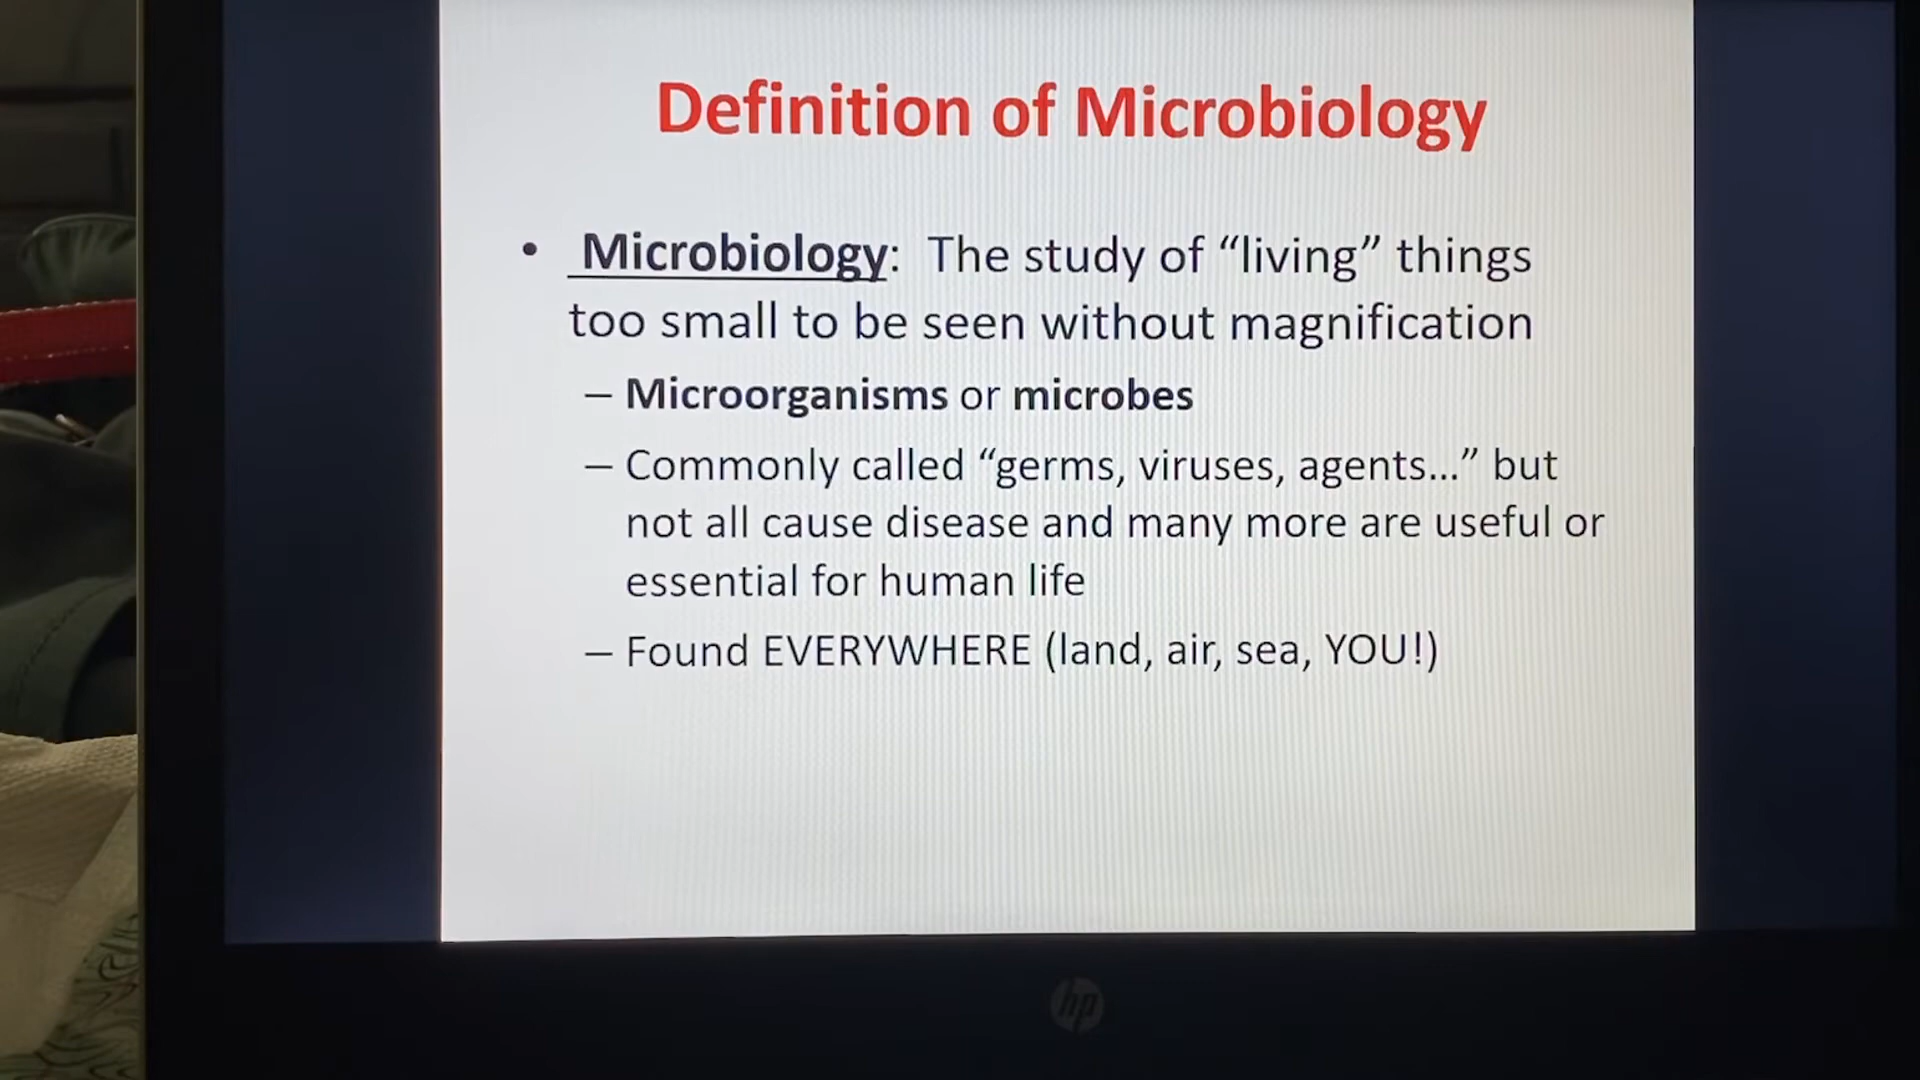 Definition of Microbiology
• Microbiology: The study of “living” things
too small to be seen without magnification
– Microorganisms or microbes
– Commonly called “germs, viruses, agents...” but
not all cause disease and many more are useful or
essential for human life
– Found EVERYWHERE (land, air, sea, YOU!)
hp